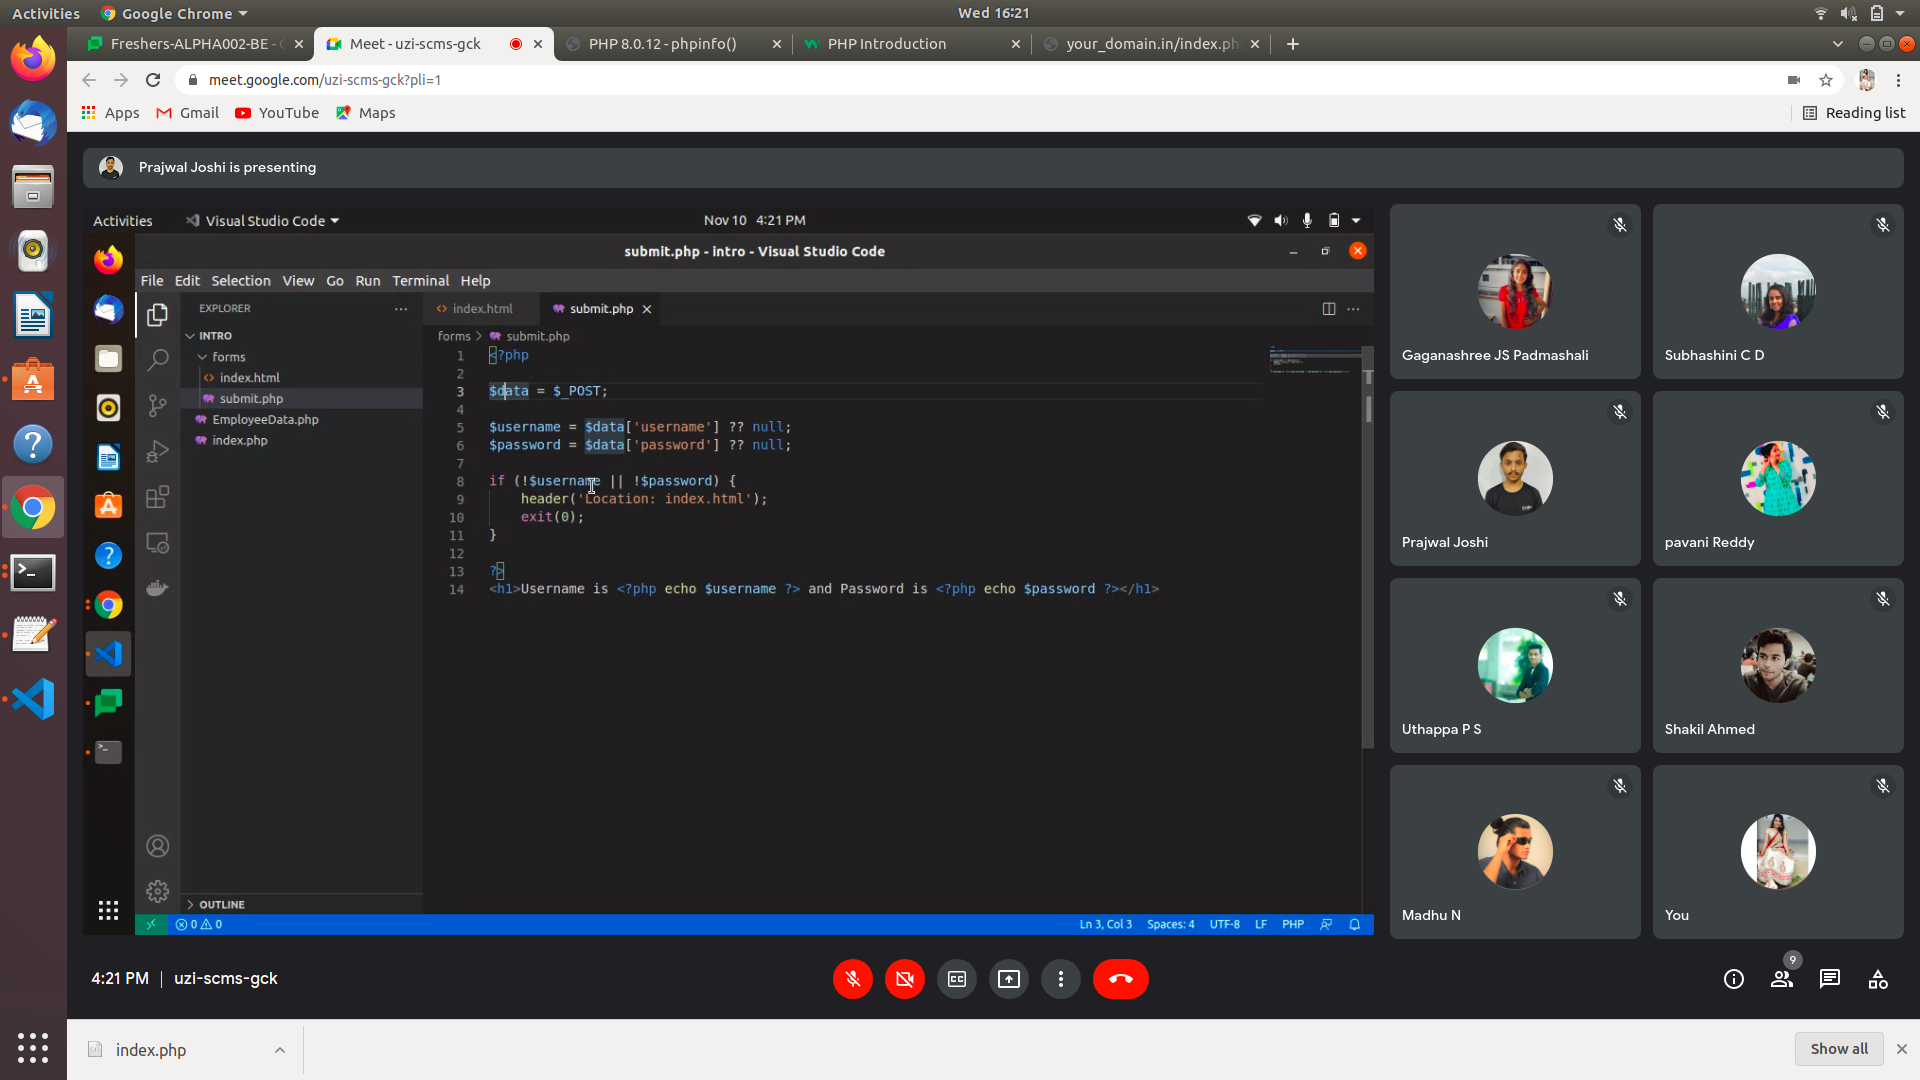 Activities
Google Chrome
Wed 16:21
Freshers-ALPHA002-BE -
Meet - uzi-scms-gck
PHP 8.0.12 - phpinfo()
PHP Introduction
your_domain.in/index.ph
meet.google.com/uzi-scms-gck?pli=1
Apps
Gmail
YouTube
Maps
Reading list
Prajwal Joshi is presenting
Activities
Visual Studio Code
Nov 10 4:21 PM
submit.php - intro - Visual Studio Code
File Edit Selection View Go Run Terminal Help
EXPLORER
INTRO
forms
index.html
submit.php
EmployeeData.php
index.php
OUTLINE
index.html
submit.php
forms > submit.php
1 <?php
2
3 $data = $_POST;
4
5 $username = $data['username'] ?? null;
6 $password = $data['password'] ?? null;
7
8 if (!$username || !$password) {
9 header('Location: index.html');
10 exit(0);
11 }
12
13 ?>
14 <h1>Username is <?php echo $username ?> and Password is <?php echo $password ?></h1>
0 0
Ln 3, Col 3 Spaces: 4 UTF-8 LF PHP
Gaganashree JS Padmashali
Subhashini C D
Prajwal Joshi
pavani Reddy
Uthappa P S
Shakil Ahmed
Madhu N
You
4:21 PM | uzi-scms-gck
9
index.php
Show all